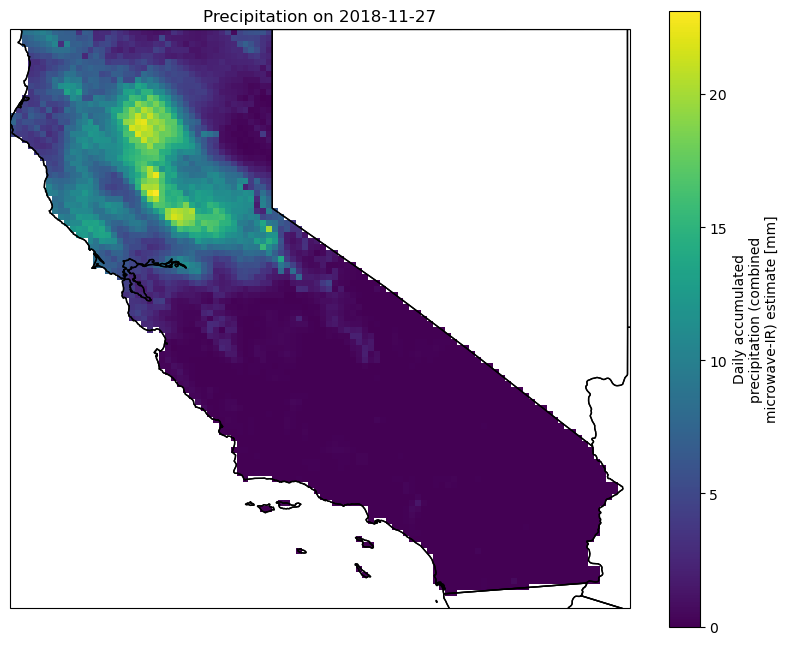 Precipitation on 2018-11-27
20
15
10
5
0
Daily accumulated
precipitation (combined
microwave-IR) estimate [mm]